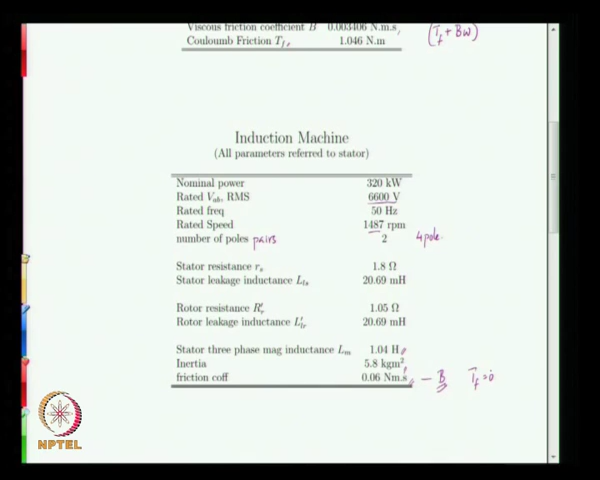 Viscous friction coefficient B 0.003406 N.m.s,
Couloumb Friction T_f, 1.046 N.m (T_f + Bω)
Induction Machine
(All parameters referred to stator)
Nominal power 320 kW
Rated V_ab, RMS 6600 V
Rated freq 50 Hz
Rated Speed 1487 rpm
number of poles pairs 2 4 pole.
Stator resistance r_s 1.8 Ω
Stator leakage inductance L_ls 20.69 mH
Rotor resistance R'_r 1.05 Ω
Rotor leakage inductance L'_lr 20.69 mH
Stator three phase mag inductance L_m 1.04 H
Inertia 5.8 kgm²
friction coff 0.06 Nm.s — B T_f = 0
NPTEL